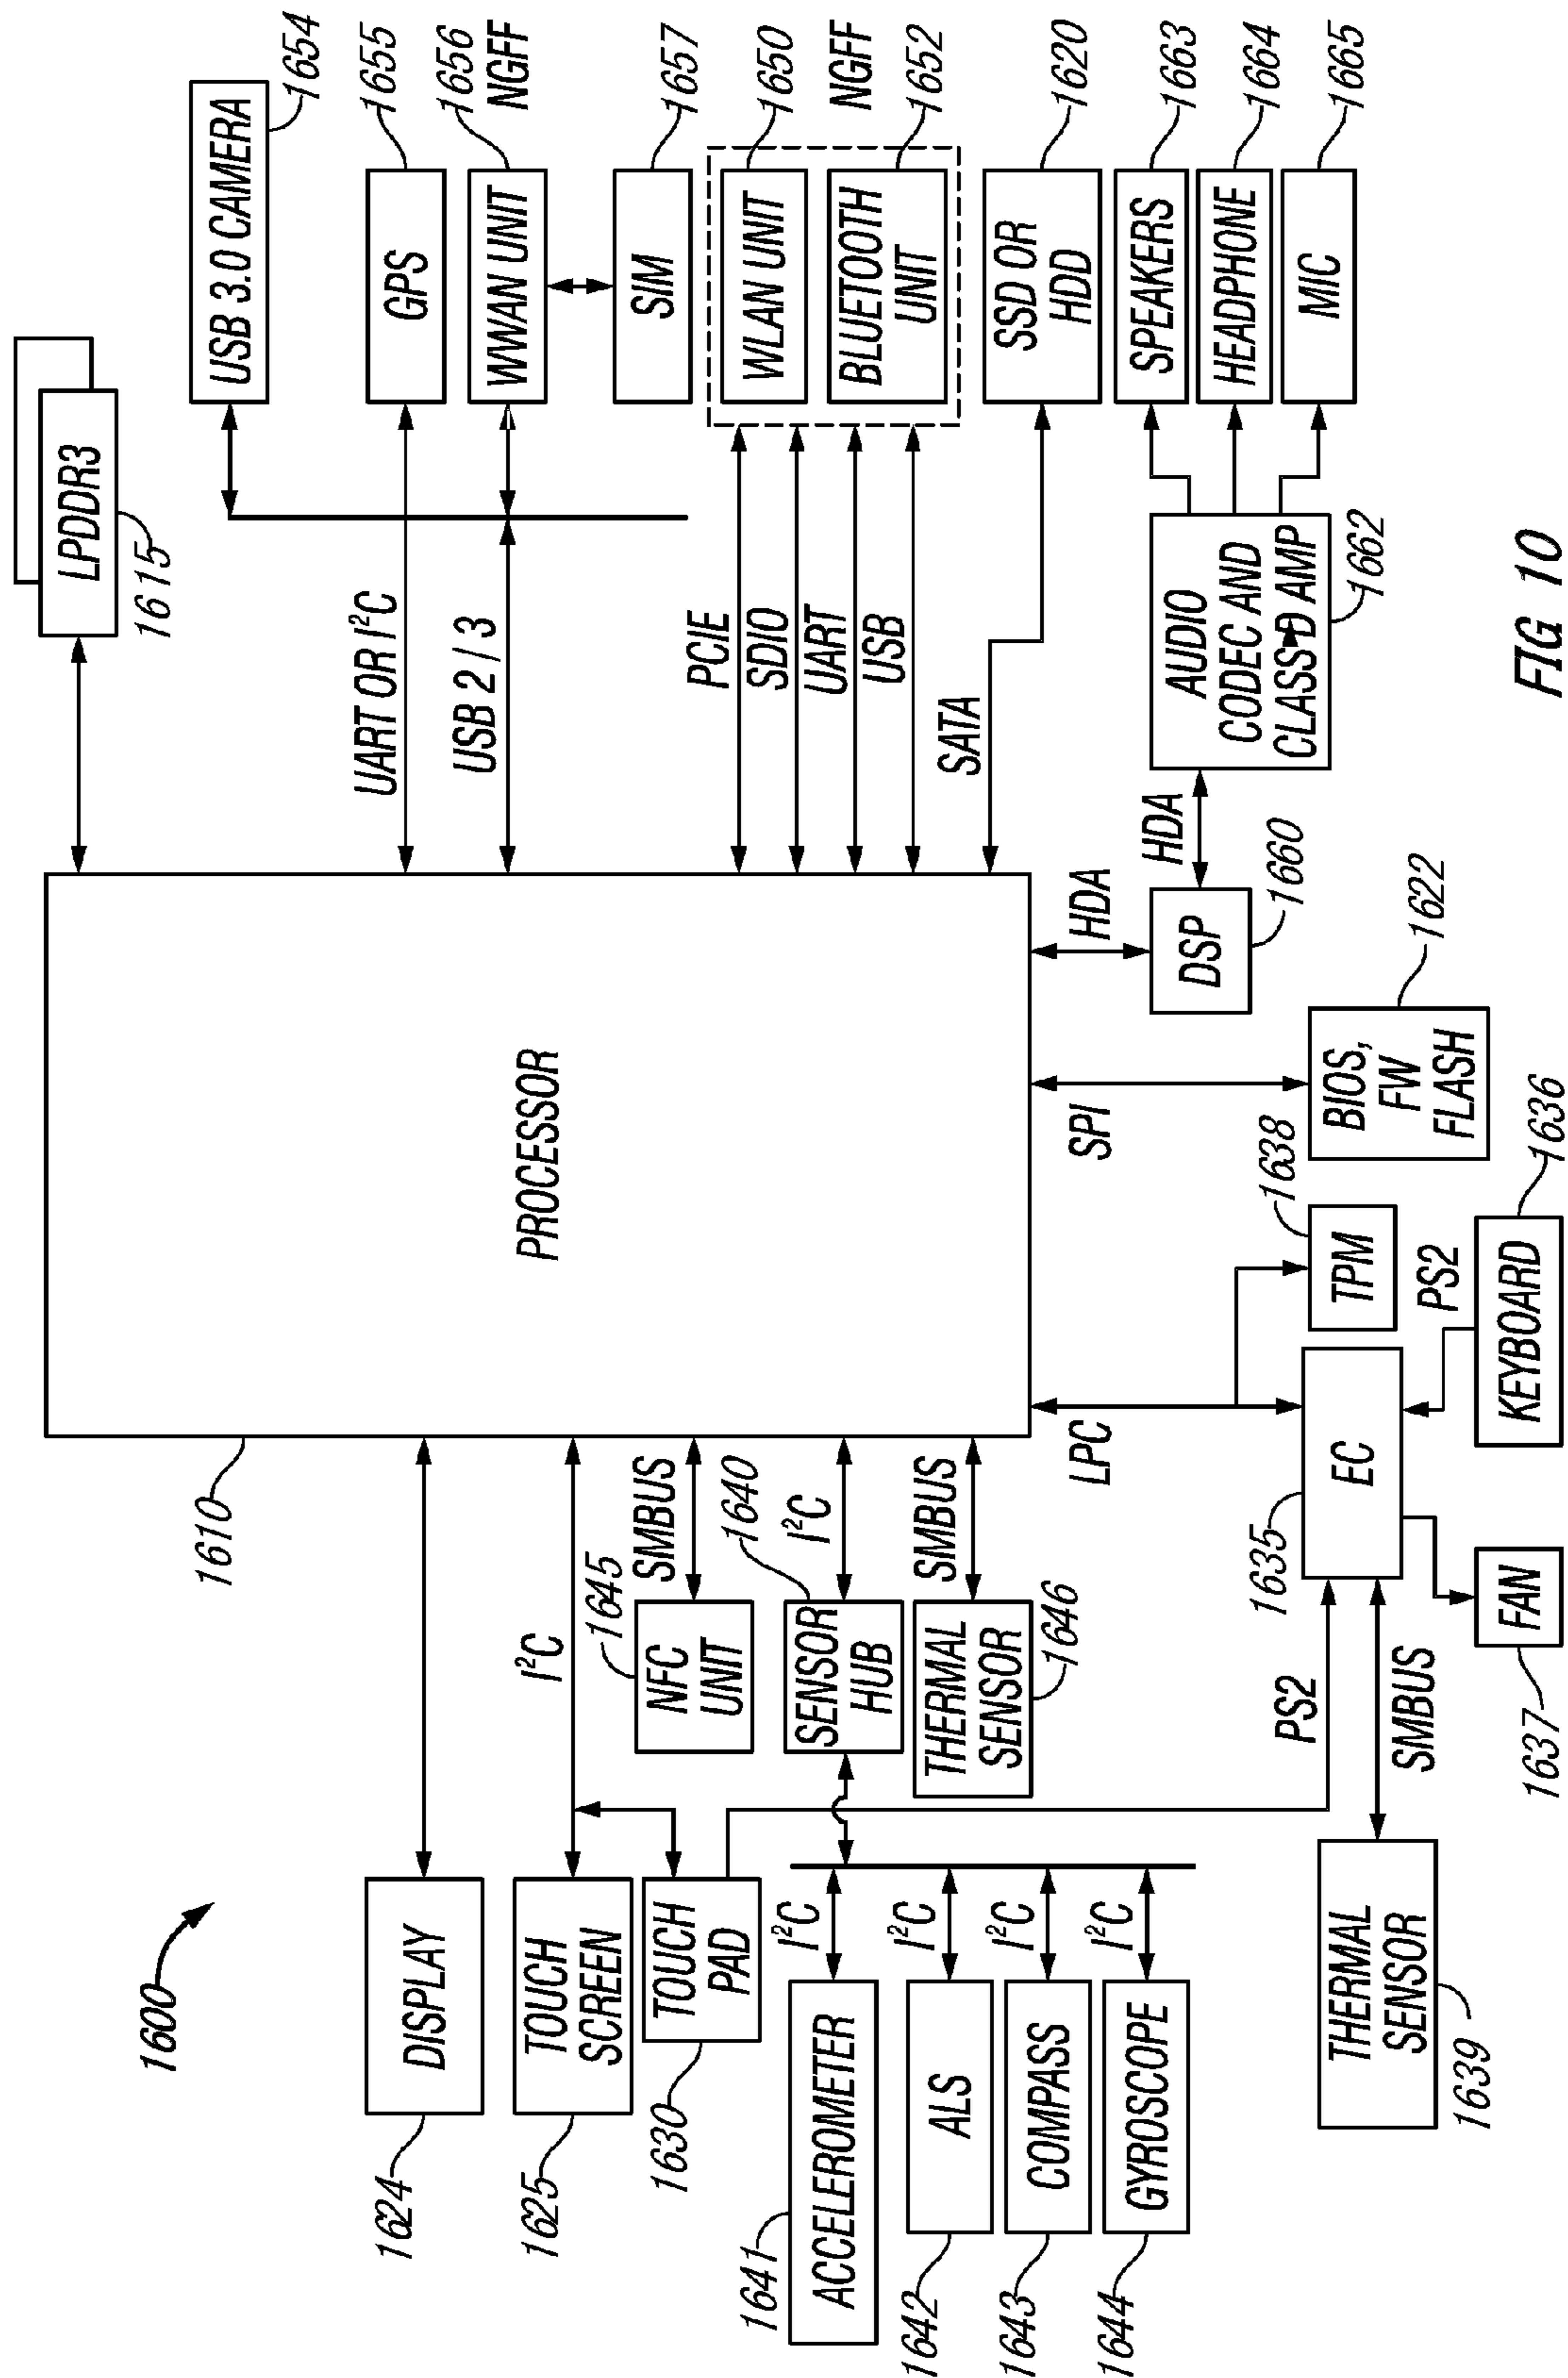 1600
LPDDR3
1615
USB 3.0 CAMERA
1654
1610
PROCESSOR
DISPLAY
1624
UART OR I²C
GPS
1655
USB 2 / 3
WWAN UNIT
1656
NGFF
SIM
1657
I²C
TOUCH
SCREEN
1625
TOUCH
PAD
1630
1645
SMBUS
NFC
UNIT
1640
I²C
SENSOR
HUB
SMBUS
THERMAL
SENSOR
1646
PCIE
SDIO
UART
USB
WLAN UNIT
1650
BLUETOOTH
UNIT
NGFF
1652
SATA
SSD OR
HDD
1620
I²C
ACCELEROMETER
1641
I²C
ALS
1642
I²C
COMPASS
1643
I²C
GYROSCOPE
1644
LPC
SPI
HDA
DSP
1660
HDA
AUDIO
CODEC AND
CLASS D AMP
1662
SPEAKERS
1663
HEADPHONE
1664
MIC
1665
PS2
1635
EC
TPM
1638
BIOS,
FW
FLASH
1622
THERMAL
SENSOR
1639
SMBUS
FAN
1637
PS2
KEYBOARD
1636
FIG 10